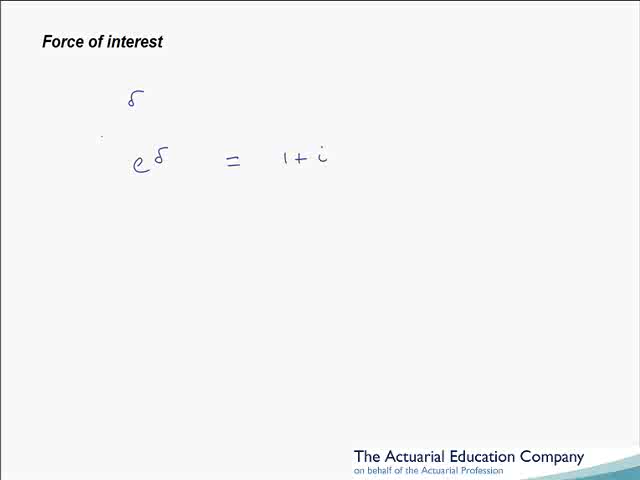 Force of interest
δ
e^δ = 1 + i
The Actuarial Education Company
on behalf of the Actuarial Profession